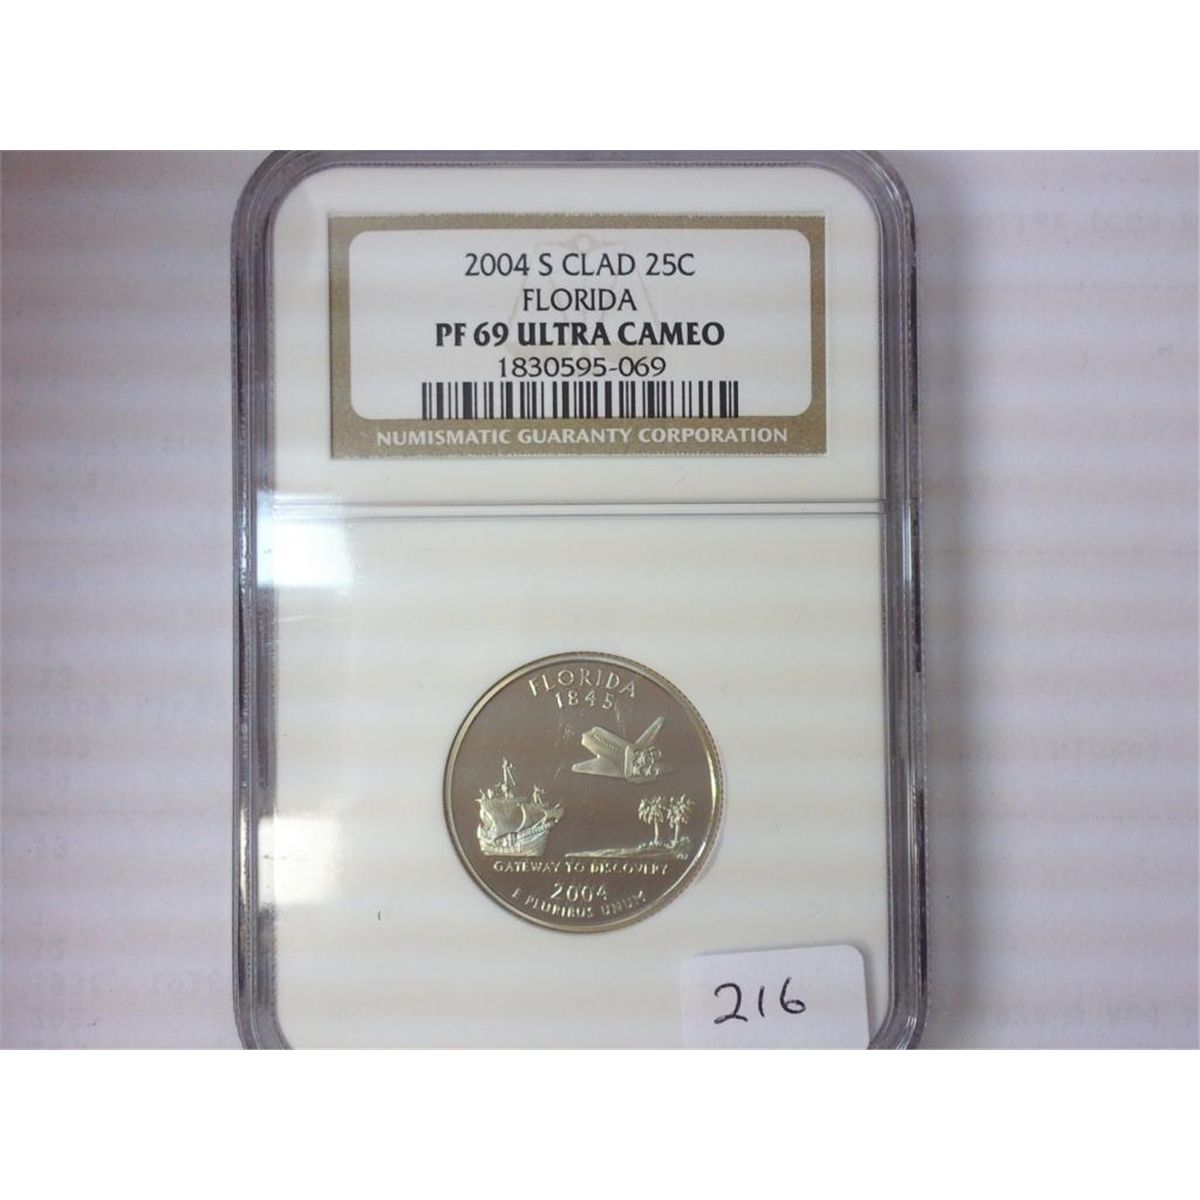 2004 S CLAD 25C
FLORIDA
PF 69 ULTRA CAMEO
1830595-069
NUMISMATIC GUARANTY CORPORATION
FLORIDA
1845
GATEWAY TO DISCOVERY
2004
E PLURIBUS UNUM
216